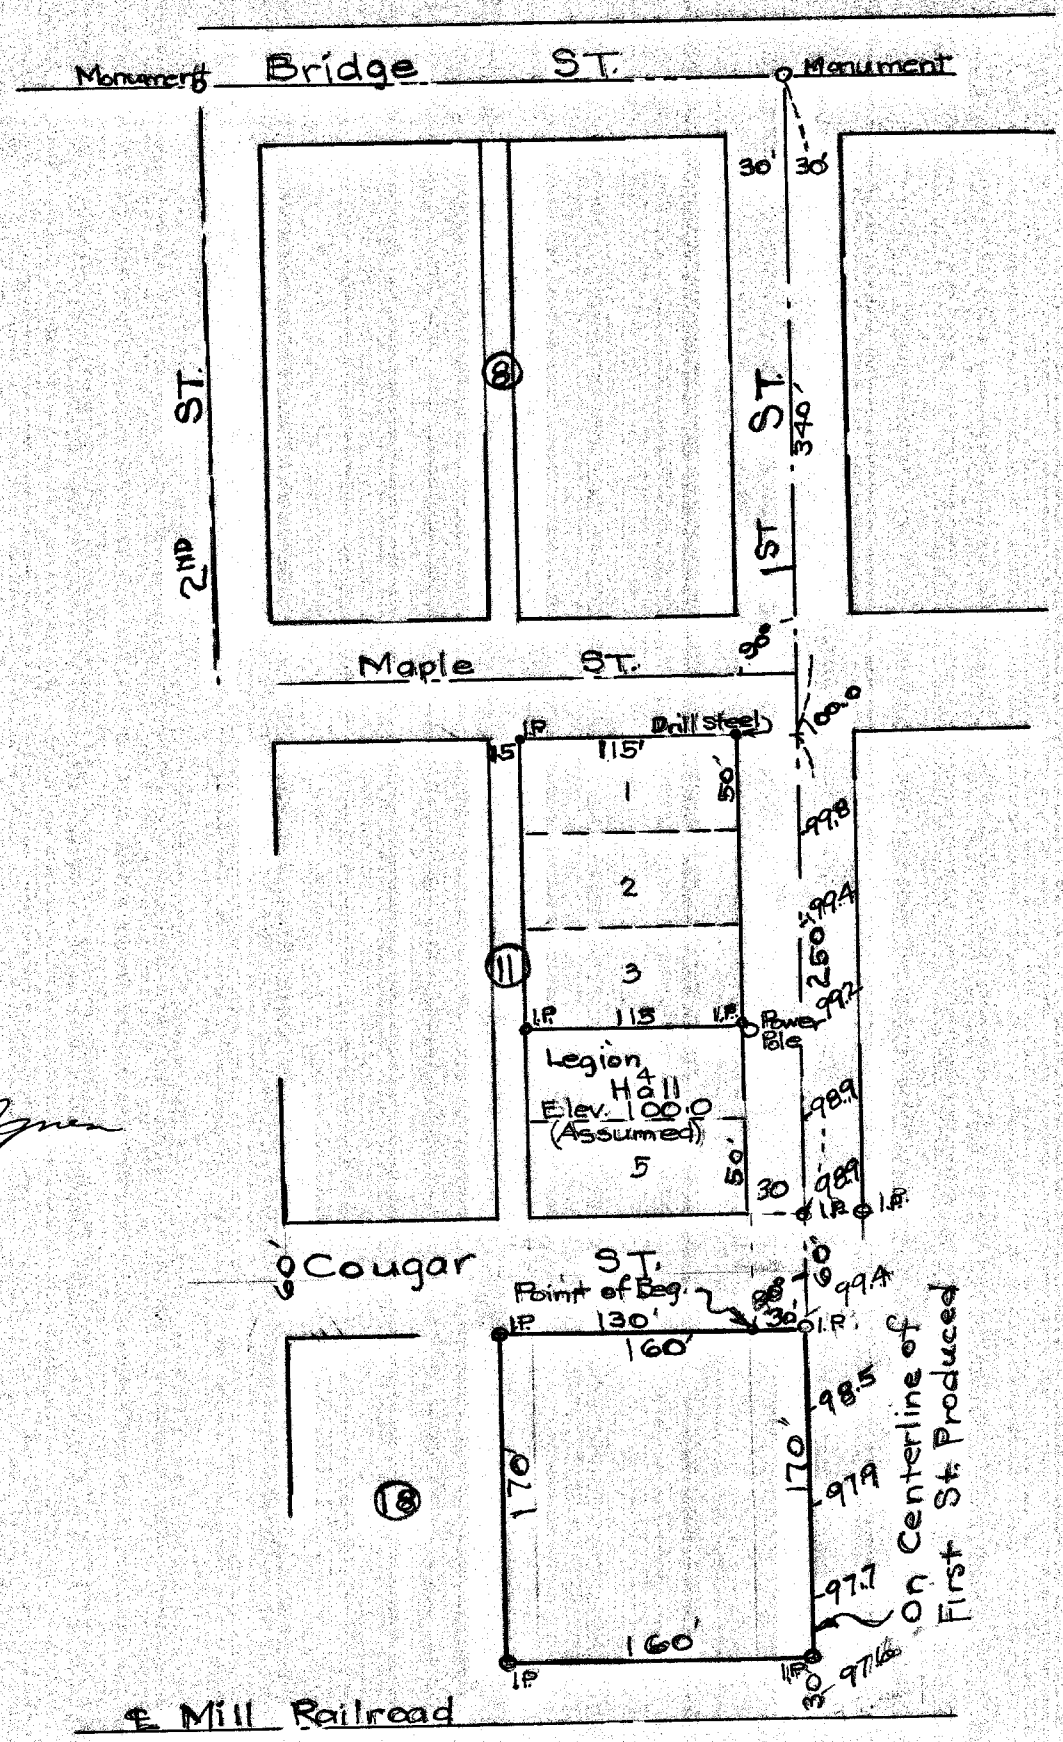 Monument Bridge ST. Monument
30' 30'
8
2ND ST.
1ST ST.
340'
Maple ST.
90°
I.P. Drill steel
15' 115'
100.0
1 50'
99.8
2
99.4
250'
11
3
99.2
I.P. 115 I.P. Power
Pole
Legion
4
Hall
Elev. 100.0
(Assumed)
98.9
5 50'
98.9
30 I.P. I.P.
60' Cougar ST. 60'
Point of Beg. 99.4
I.P. 130' 30' I.P.
160'
98.5
170' 170'
18
97.9
97.7
On Centerline of
First St. Produced
160'
I.P. I.P.
30' 97.6
℄ Mill Railroad